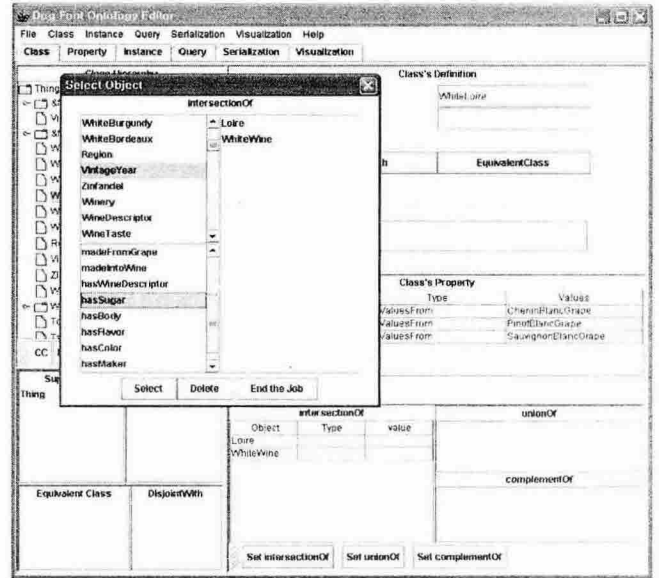 Dog Font Ontology Editor
File Class Instance Query Serialization Visualization Help
Class Property Instance Query Serialization Visualization
Class's Definition
Thing
Select Object
intersectionOf
WhiteLoire
WhiteBurgundy
WhiteBordeaux
Region
VintageYear
Zinfandel
Winery
WineDescriptor
WineTaste
Loire
WhiteWine
EquivalentClass
madeFromGrape
madeIntoWine
hasWineDescriptor
hasSugar
hasBody
hasFlavor
hasColor
hasMaker
Class's Property
Type Values
ValuesFrom CheninBlancGrape
ValuesFrom PinotBlancGrape
ValuesFrom SauvignonBlancGrape
CC
Select Delete End the Job
Thing
intersectionOf unionOf
Object Type value
Loire
WhiteWine
complementOf
Equivalent Class DisjointWith
Set intersectionOf Set unionOf Set complementOf